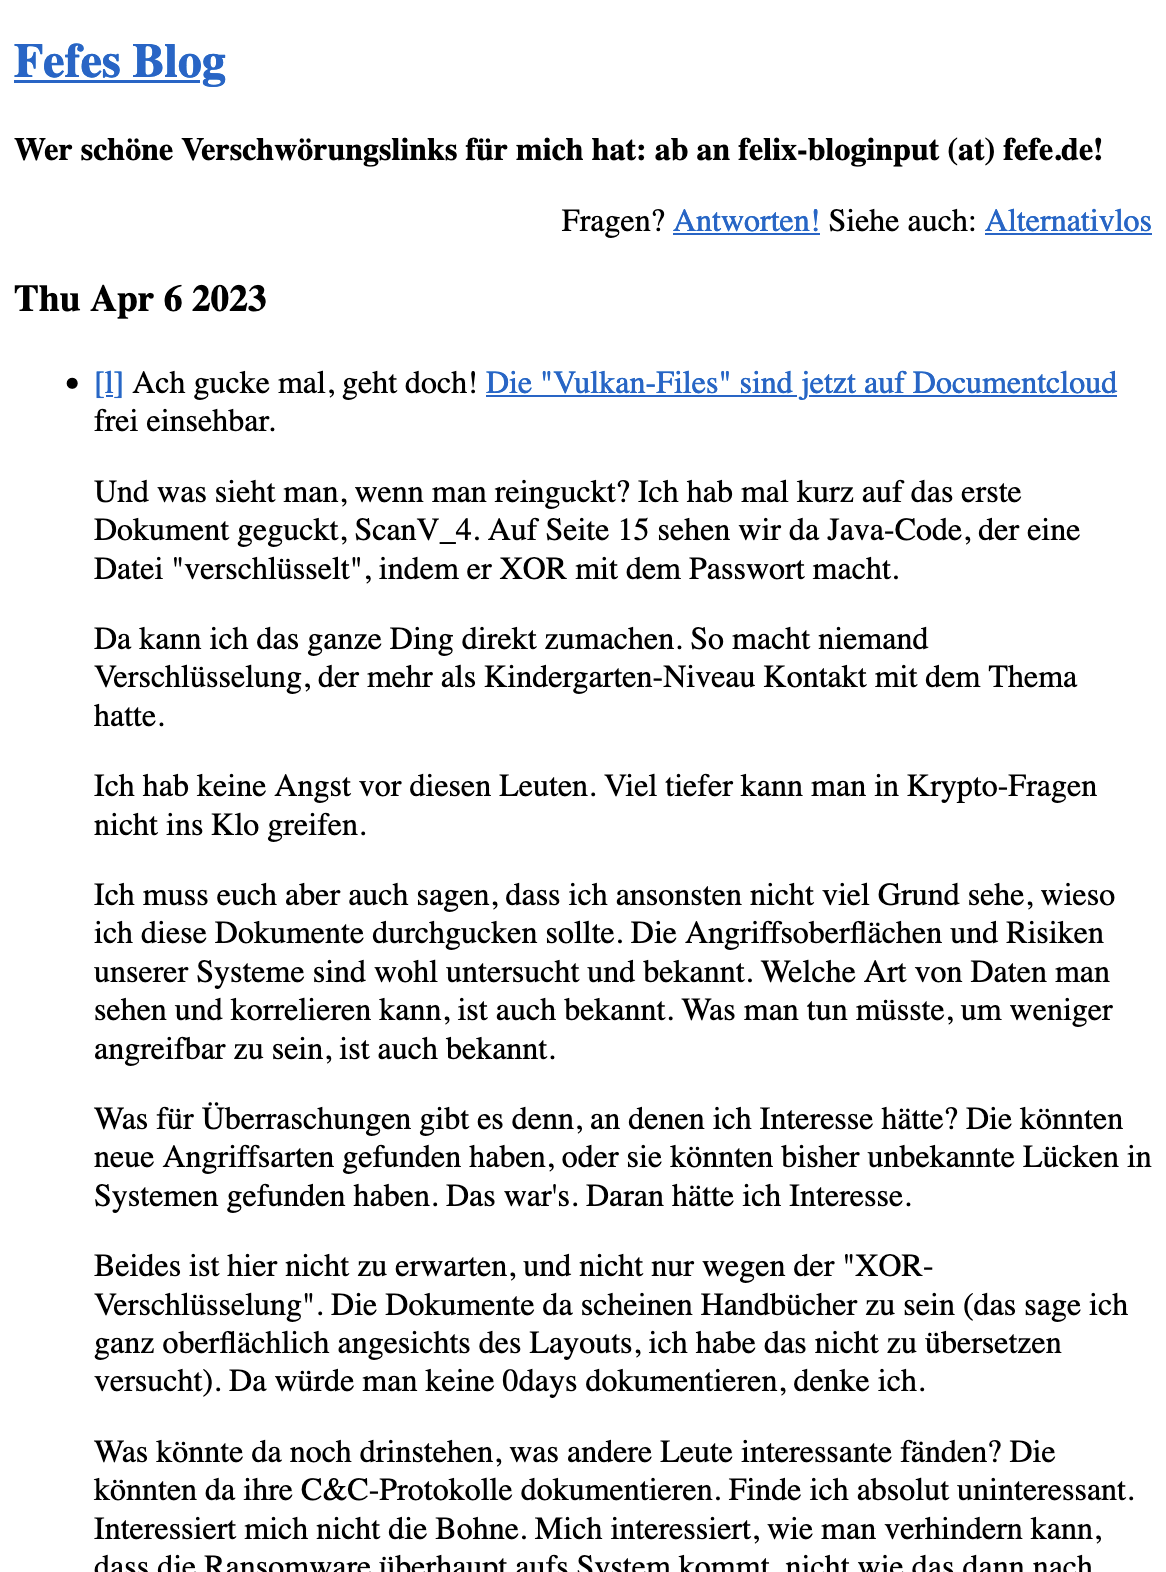 Fefes Blog
Wer schöne Verschwörungslinks für mich hat: ab an felix-bloginput (at) fefe.de!
Fragen? Antworten! Siehe auch: Alternativlos
Thu Apr 6 2023
• [l] Ach gucke mal, geht doch! Die "Vulkan-Files" sind jetzt auf Documentcloud
frei einsehbar.
Und was sieht man, wenn man reinguckt? Ich hab mal kurz auf das erste
Dokument geguckt, ScanV_4. Auf Seite 15 sehen wir da Java-Code, der eine
Datei "verschlüsselt", indem er XOR mit dem Passwort macht.
Da kann ich das ganze Ding direkt zumachen. So macht niemand
Verschlüsselung, der mehr als Kindergarten-Niveau Kontakt mit dem Thema
hatte.
Ich hab keine Angst vor diesen Leuten. Viel tiefer kann man in Krypto-Fragen
nicht ins Klo greifen.
Ich muss euch aber auch sagen, dass ich ansonsten nicht viel Grund sehe, wieso
ich diese Dokumente durchgucken sollte. Die Angriffsoberflächen und Risiken
unserer Systeme sind wohl untersucht und bekannt. Welche Art von Daten man
sehen und korrelieren kann, ist auch bekannt. Was man tun müsste, um weniger
angreifbar zu sein, ist auch bekannt.
Was für Überraschungen gibt es denn, an denen ich Interesse hätte? Die könnten
neue Angriffsarten gefunden haben, oder sie könnten bisher unbekannte Lücken in
Systemen gefunden haben. Das war's. Daran hätte ich Interesse.
Beides ist hier nicht zu erwarten, und nicht nur wegen der "XOR-
Verschlüsselung". Die Dokumente da scheinen Handbücher zu sein (das sage ich
ganz oberflächlich angesichts des Layouts, ich habe das nicht zu übersetzen
versucht). Da würde man keine 0days dokumentieren, denke ich.
Was könnte da noch drinstehen, was andere Leute interessante fänden? Die
könnten da ihre C&C-Protokolle dokumentieren. Finde ich absolut uninteressant.
Interessiert mich nicht die Bohne. Mich interessiert, wie man verhindern kann,
dass die Ransomware überhaupt aufs System kommt, nicht wie das dann nach